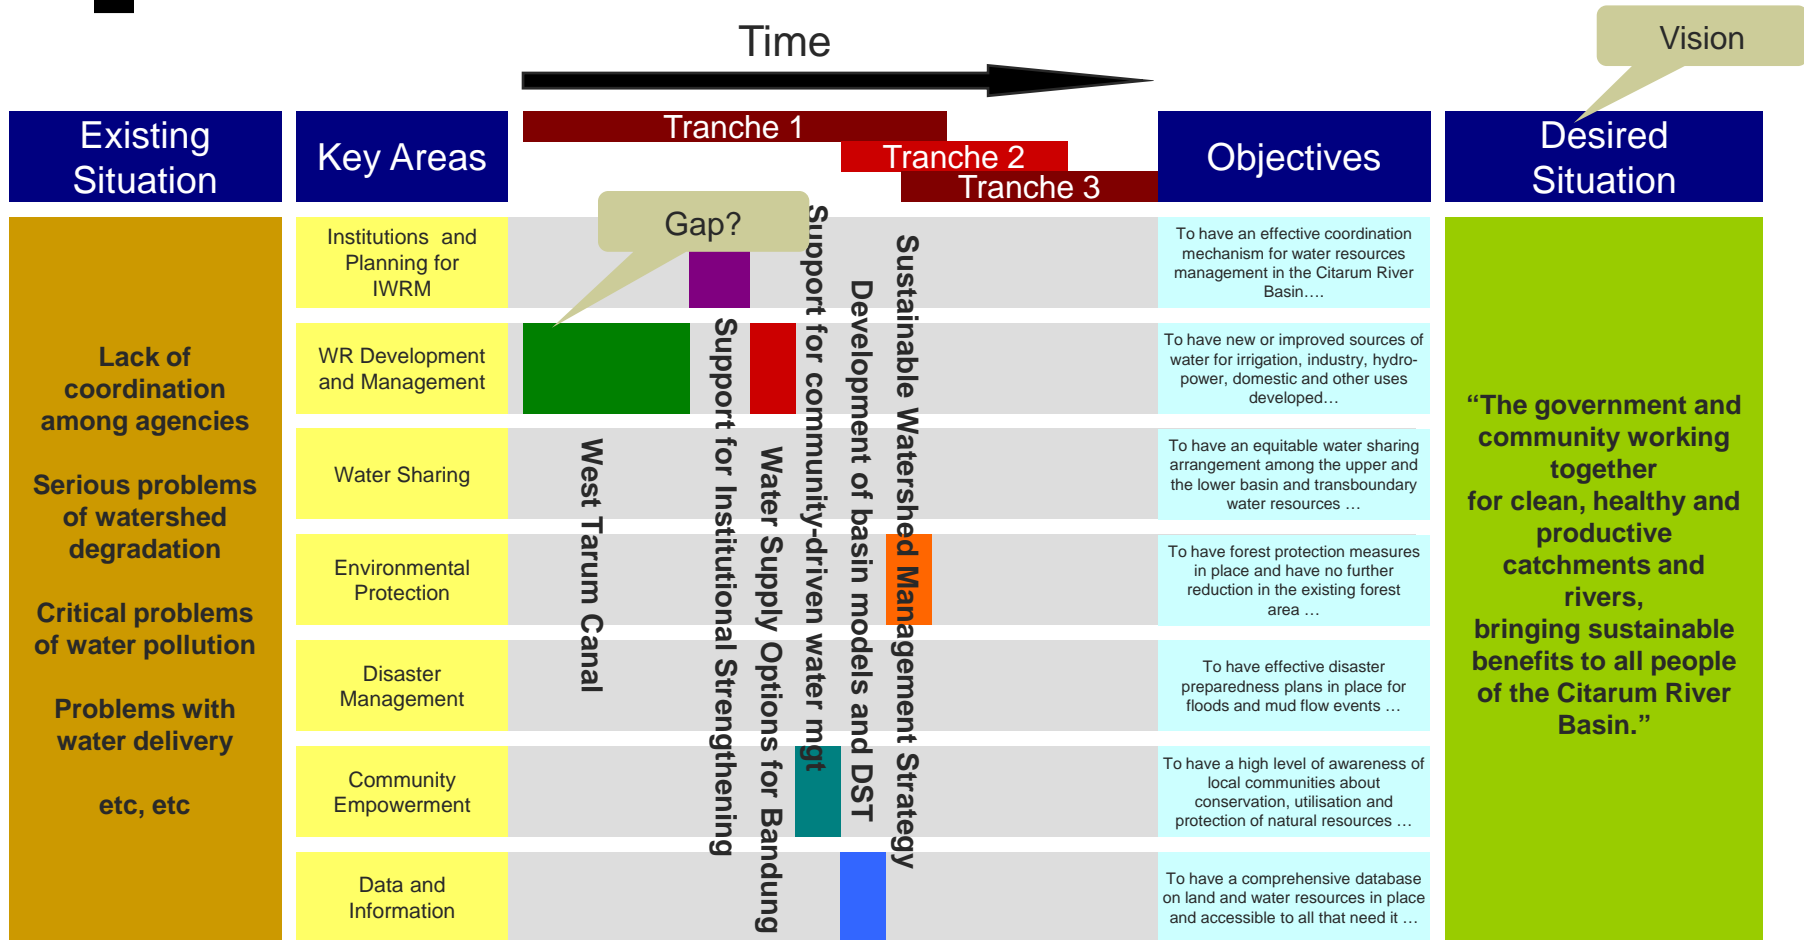 Time
Vision
Existing
Situation
Key Areas
Tranche 1
Tranche 2
Tranche 3
Objectives
Desired
Situation
Gap?
Lack of
coordination
among agencies
Serious problems
of watershed
degradation
Critical problems
of water pollution
Problems with
water delivery
etc, etc
Institutions and
Planning for
IWRM
WR Development
and Management
Water Sharing
Environmental
Protection
Disaster
Management
Community
Empowerment
Data and
Information
West Tarum Canal
Support for Institutional Strengthening
Water Supply Options for Bandung
Support for community-driven water mgt
Development of basin models and DST
Sustainable Watershed Management Strategy
To have an effective coordination
mechanism for water resources
management in the Citarum River
Basin….
To have new or improved sources of
water for irrigation, industry, hydro-
power, domestic and other uses
developed…
To have an equitable water sharing
arrangement among the upper and
the lower basin and transboundary
water resources …
To have forest protection measures
in place and have no further
reduction in the existing forest
area …
To have effective disaster
preparedness plans in place for
floods and mud flow events …
To have a high level of awareness of
local communities about
conservation, utilisation and
protection of natural resources …
To have a comprehensive database
on land and water resources in place
and accessible to all that need it …
“The government and
community working
together
for clean, healthy and
productive
catchments and
rivers,
bringing sustainable
benefits to all people
of the Citarum River
Basin.”